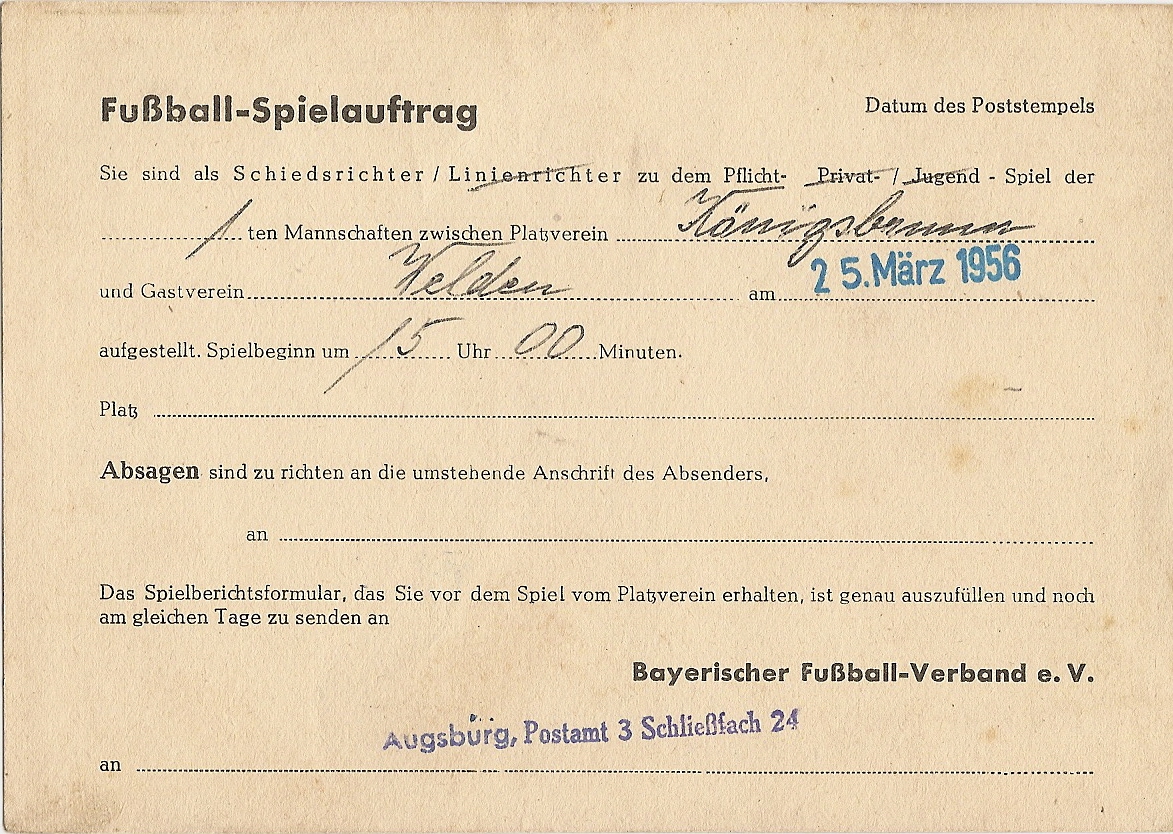 Fußball-Spielauftrag
Datum des Poststempels
Sie sind als Schiedsrichter / Linienrichter zu dem Pflicht- Privat- / Jugend - Spiel der
1 ten Mannschaften zwischen Platzverein Königsbrunn
und Gastverein Welden am 25. März 1956
aufgestellt. Spielbeginn um 15 Uhr 00 Minuten.
Platz
Absagen sind zu richten an die umstehende Anschrift des Absenders,
an
Das Spielberichtsformular, das Sie vor dem Spiel vom Platzverein erhalten, ist genau auszufüllen und noch
am gleichen Tage zu senden an
Bayerischer Fußball-Verband e. V.
Augsburg, Postamt 3 Schließfach 24
an